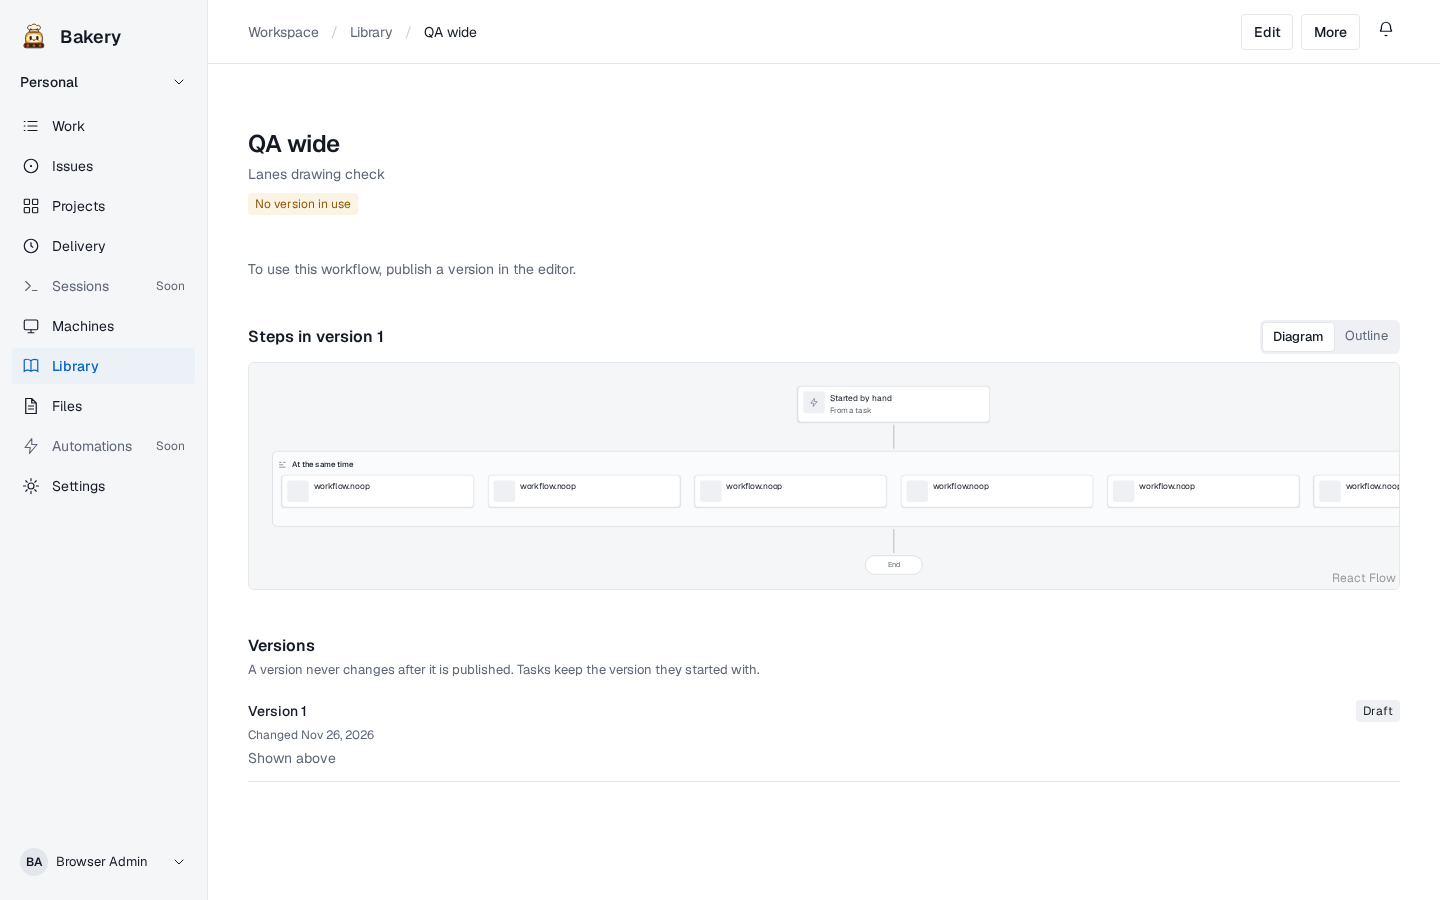 Bakery
Workspace / Library / QA wide
Edit
More
Personal
Work
Issues
Projects
Delivery
Sessions Soon
Machines
Library
Files
Automations Soon
Settings
BA Browser Admin
QA wide
Lanes drawing check
No version in use
To use this workflow, publish a version in the editor.
Steps in version 1
Diagram
Outline
Started by hand
From a task
At the same time
workflow.noop
workflow.noop
workflow.noop
workflow.noop
workflow.noop
workflow.noop
End
React Flow
Versions
A version never changes after it is published. Tasks keep the version they started with.
Version 1
Draft
Changed Nov 26, 2026
Shown above